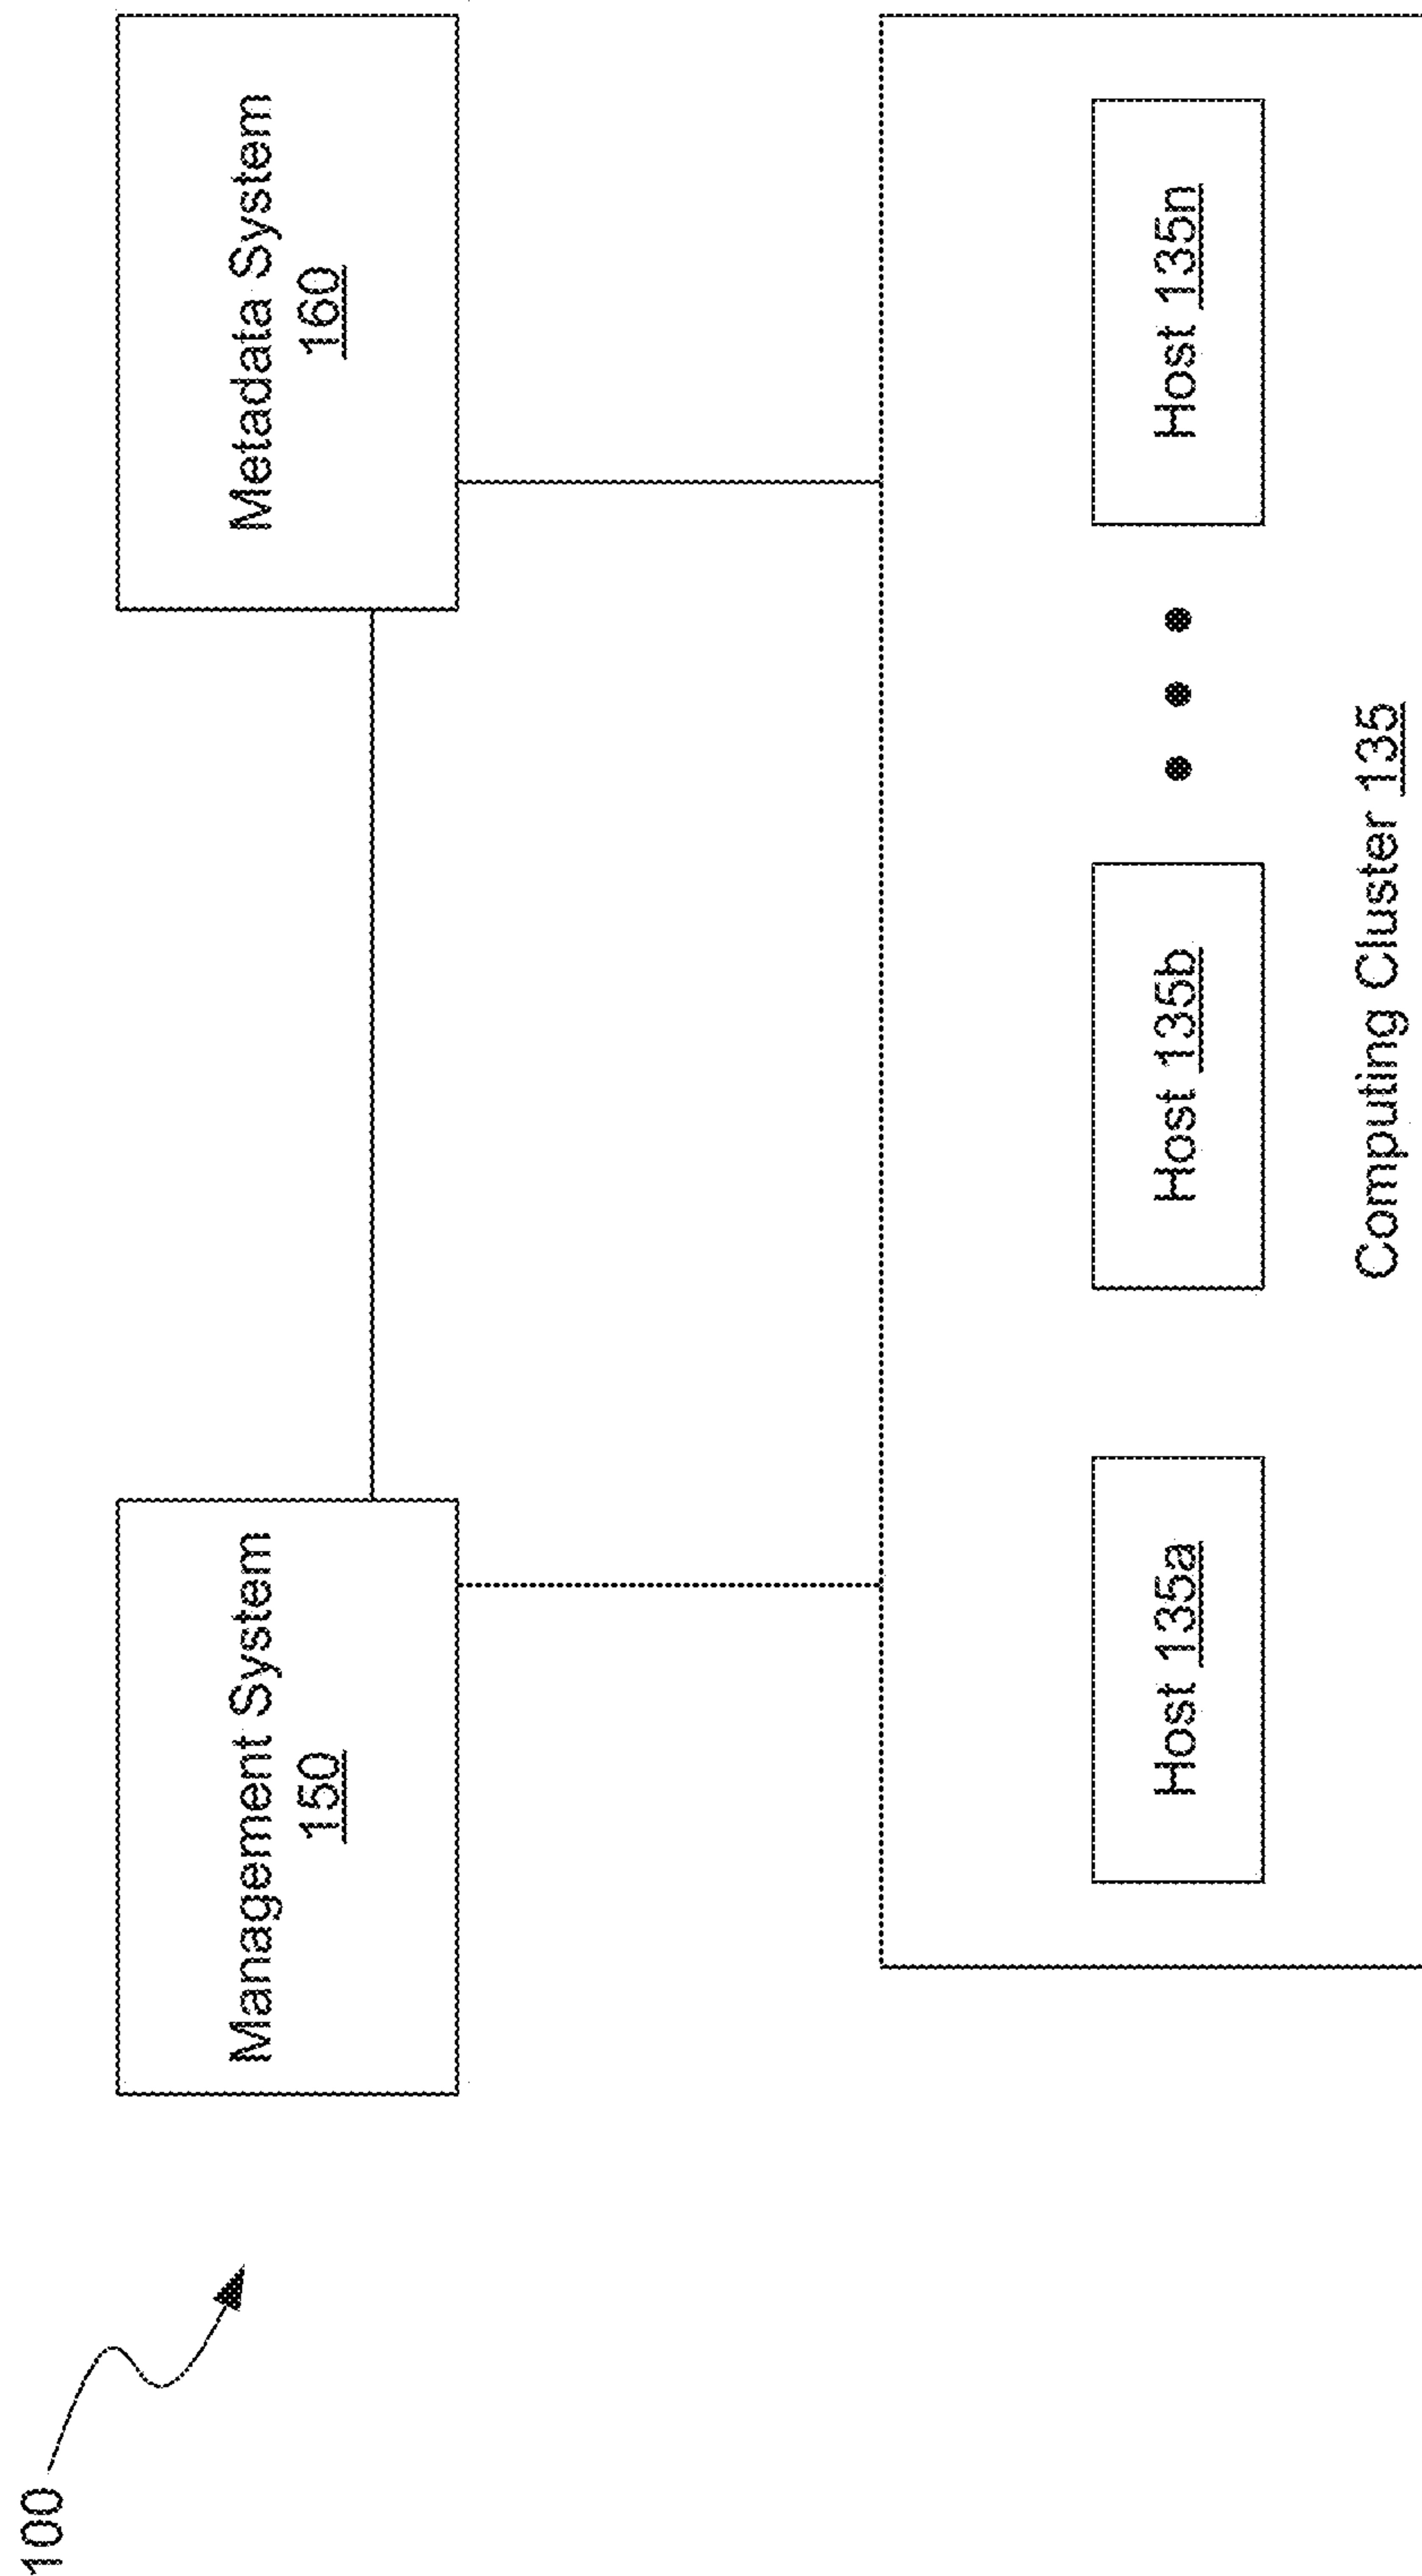 100
Management System
150
Metadata System
160
Host 135a
Host 135b
Host 135n
Computing Cluster 135